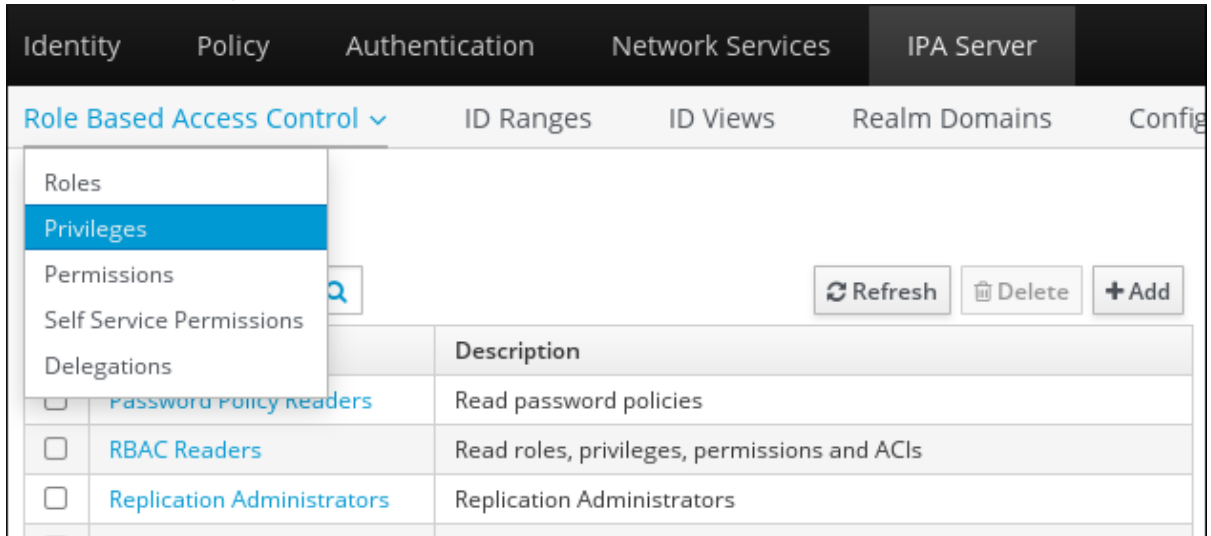 Identity Policy Authentication Network Services IPA Server
Role Based Access Control ID Ranges ID Views Realm Domains Config
Roles
Privileges
Permissions
Self Service Permissions
Delegations
Refresh Delete Add
Description
Password Policy Readers Read password policies
RBAC Readers Read roles, privileges, permissions and ACIs
Replication Administrators Replication Administrators